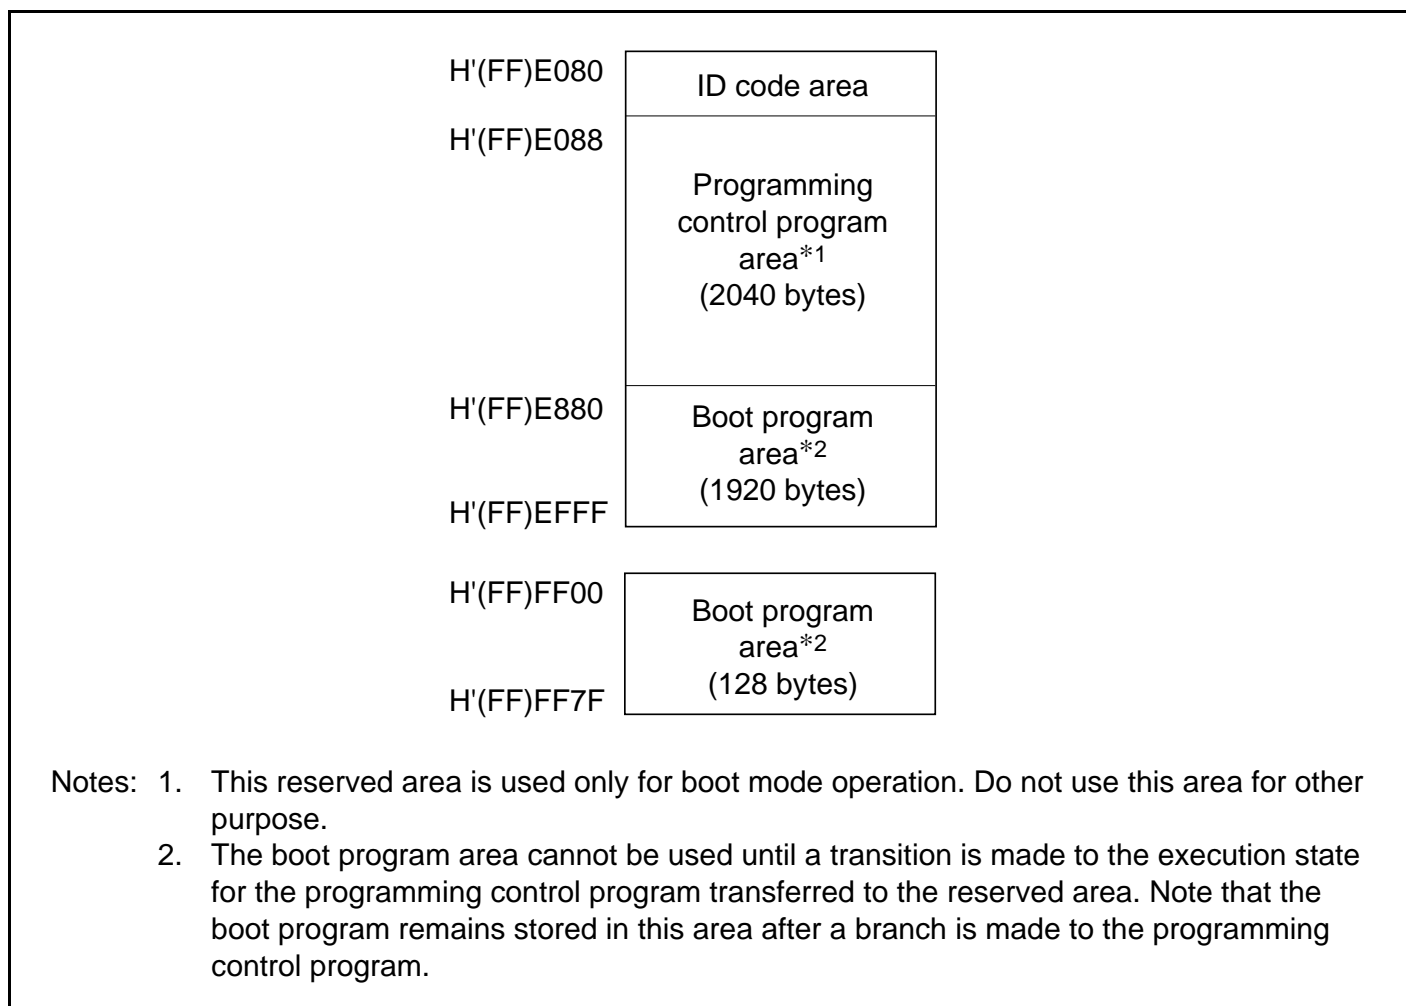 H'(FF)E080
ID code area
H'(FF)E088
Programming
control program
area*1
(2040 bytes)
H'(FF)E880
Boot program
area*2
(1920 bytes)
H'(FF)EFFF
H'(FF)FF00
Boot program
area*2
(128 bytes)
H'(FF)FF7F
Notes: 1. This reserved area is used only for boot mode operation. Do not use this area for other
purpose.
2. The boot program area cannot be used until a transition is made to the execution state
for the programming control program transferred to the reserved area. Note that the
boot program remains stored in this area after a branch is made to the programming
control program.